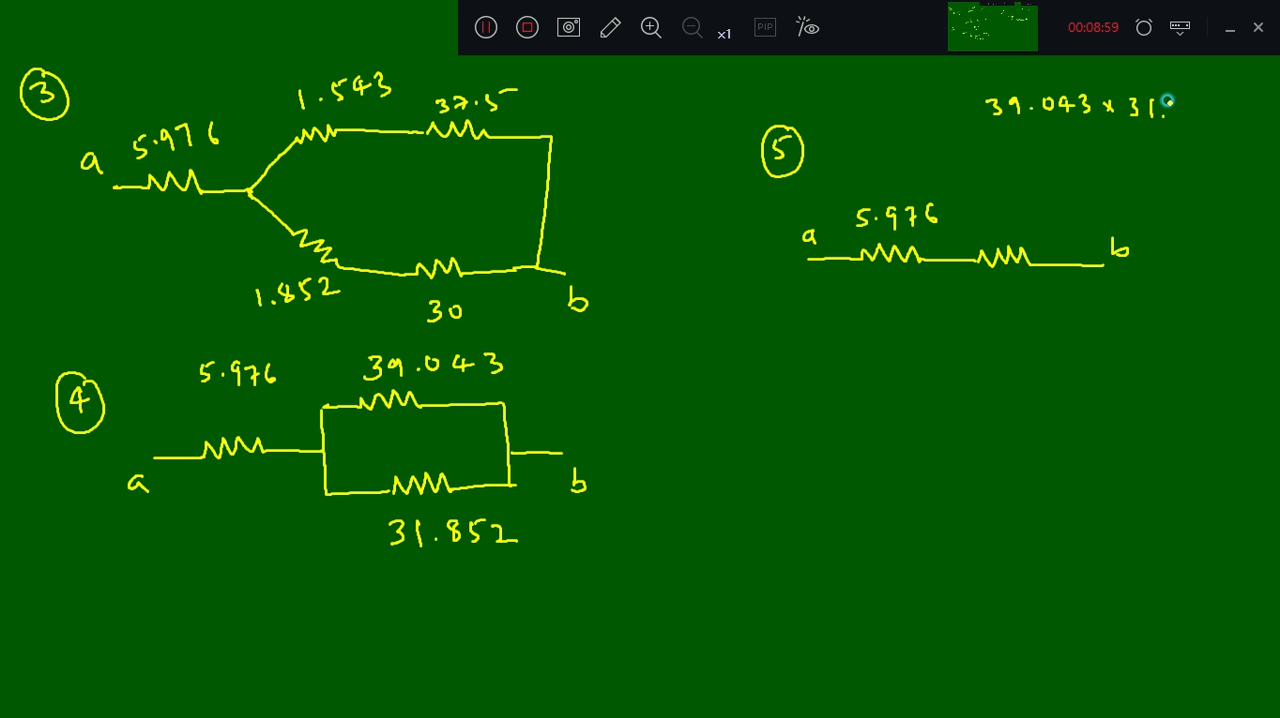 x1
PIP
00:08:59
3
1.543
37.5
5.976
a
1.852
30
b
4
5.976
39.043
a
b
31.852
39.043 × 31.
5
5.976
a
b